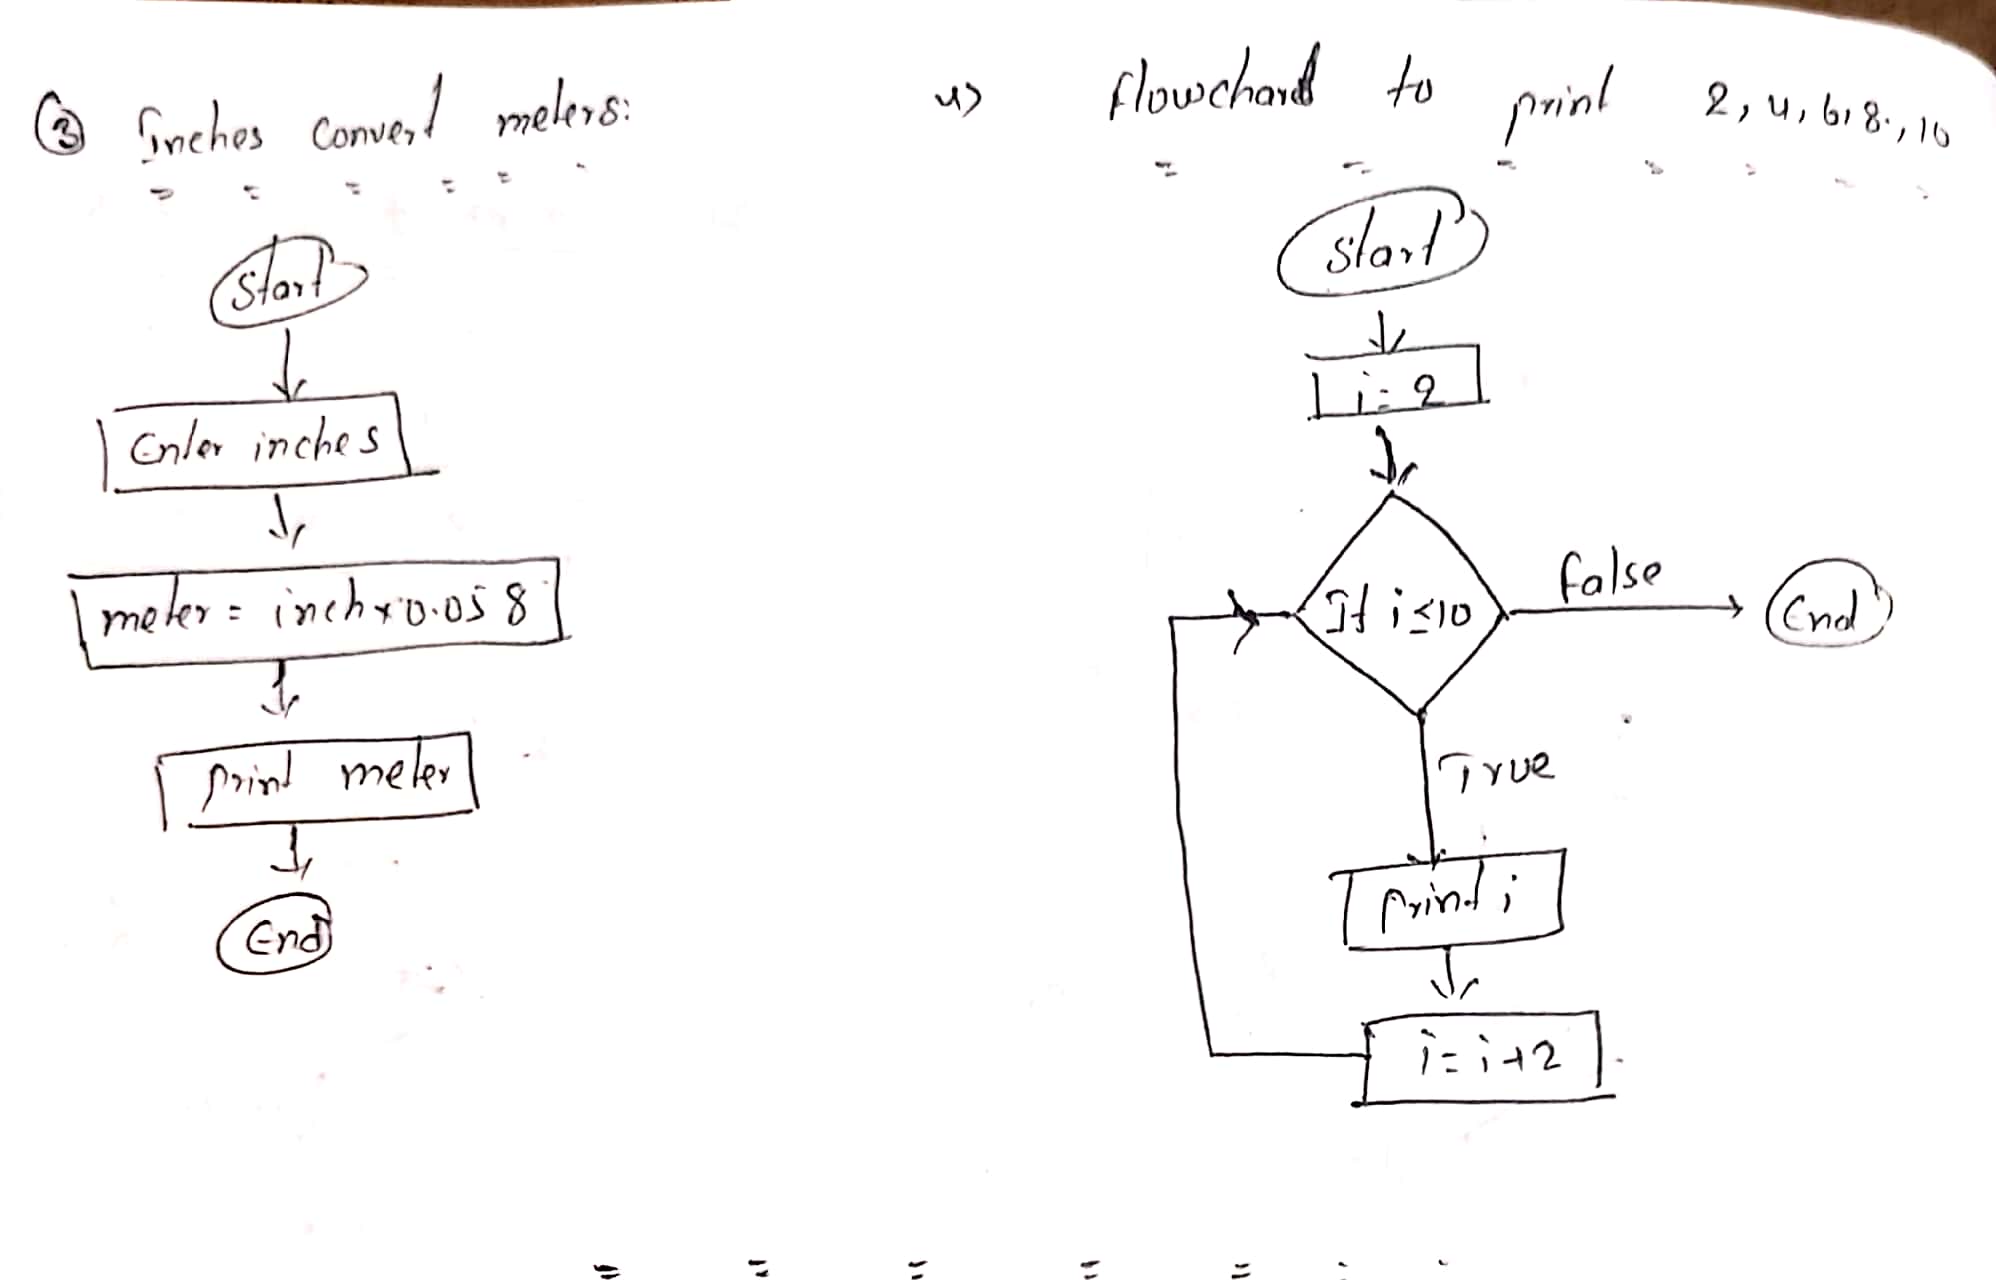 ③ Inches Convert meters:
Start
Enter inches
meter = inch x 0.058
print meter
End
4) flowchart to print 2, 4, 6, 8, 10
Start
i = 2
If i ≤ 10
false
End
True
print i
i = i + 2